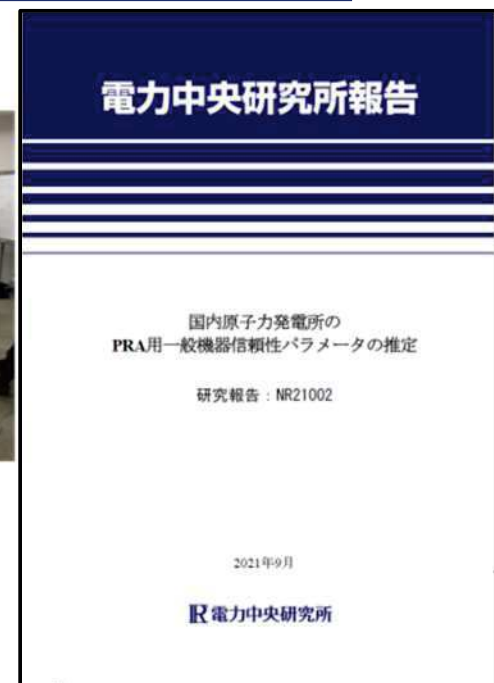 電力中央研究所報告
国内原子力発電所の
PRA用一般機器信頼性パラメータの推定
研究報告：NR21002
2021年9月
電力中央研究所